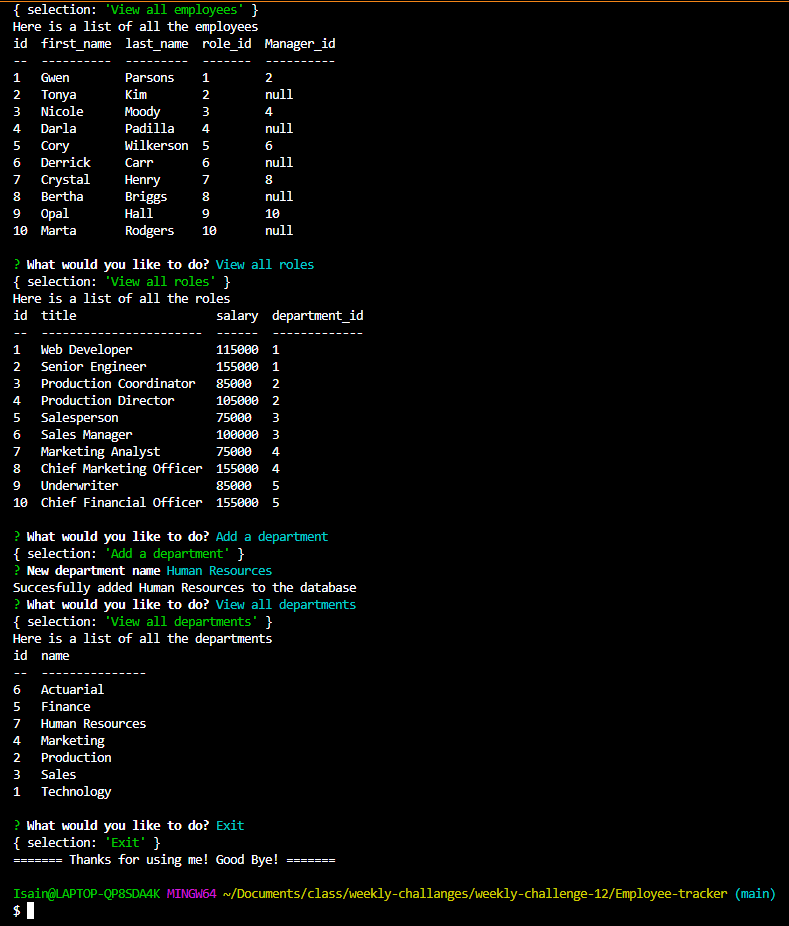 { selection: 'View all employees' }
Here is a list of all the employees
id  first_name  last_name  role_id  Manager_id
--  ----------  ---------  -------  ----------
1   Gwen        Parsons    1        2
2   Tonya       Kim        2        null
3   Nicole      Moody      3        4
4   Darla       Padilla    4        null
5   Cory        Wilkerson  5        6
6   Derrick     Carr       6        null
7   Crystal     Henry      7        8
8   Bertha      Briggs     8        null
9   Opal        Hall       9        10
10  Marta       Rodgers    10       null
? What would you like to do? View all roles
{ selection: 'View all roles' }
Here is a list of all the roles
id  title                    salary  department_id
--  -----------------------  ------  -------------
1   Web Developer            115000  1
2   Senior Engineer          155000  1
3   Production Coordinator   85000   2
4   Production Director      105000  2
5   Salesperson              75000   3
6   Sales Manager            100000  3
7   Marketing Analyst        75000   4
8   Chief Marketing Officer  155000  4
9   Underwriter              85000   5
10  Chief Financial Officer  155000  5
? What would you like to do? Add a department
{ selection: 'Add a department' }
? New department name Human Resources
Succesfully added Human Resources to the database
? What would you like to do? View all departments
{ selection: 'View all departments' }
Here is a list of all the departments
id  name
--  ---------------
6   Actuarial
5   Finance
7   Human Resources
4   Marketing
2   Production
3   Sales
1   Technology
? What would you like to do? Exit
{ selection: 'Exit' }
======= Thanks for using me! Good Bye! =======
Isain@LAPTOP-QP8SDA4K MINGW64 ~/Documents/class/weekly-challanges/weekly-challenge-12/Employee-tracker (main)
$